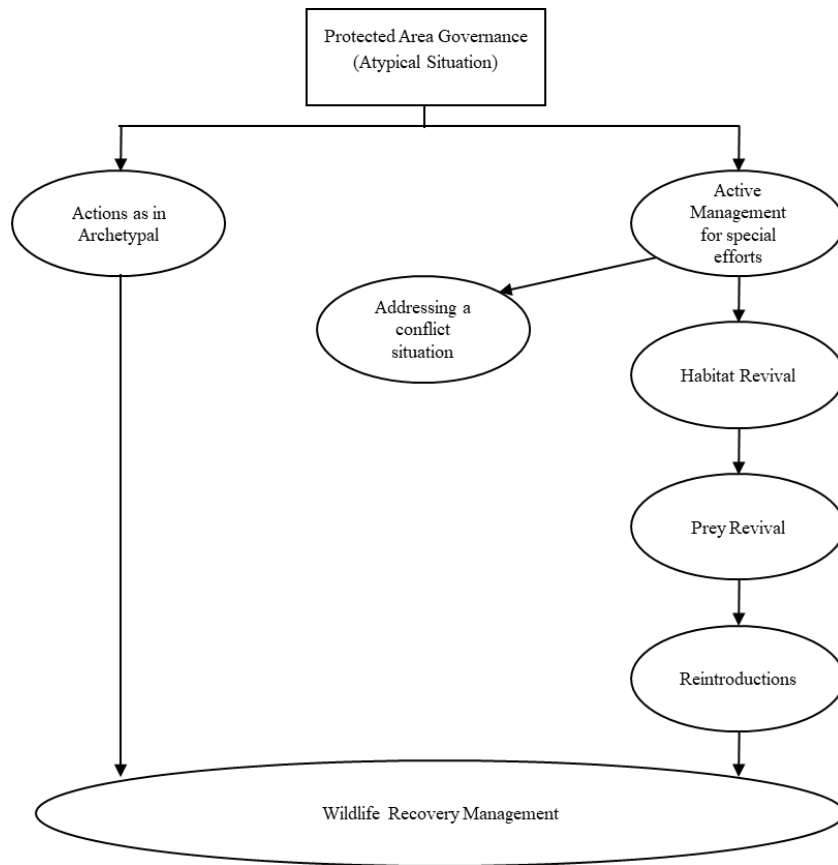 Protected Area Governance
(Atypical Situation)
Actions as in
Archetypal
Active
Management
for special
efforts
Addressing a
conflict
situation
Habitat Revival
Prey Revival
Reintroductions
Wildlife Recovery Management